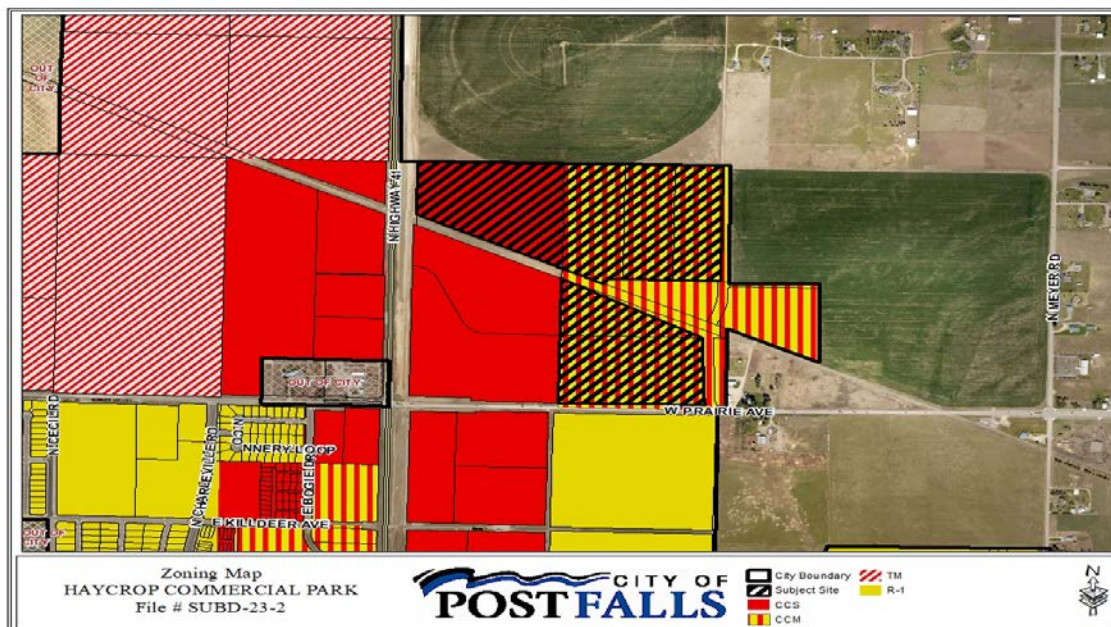 OUT
OF
CITY
N HIGHWAY 41
N MEYER RD
OUT OF CITY
W PRAIRIE AVE
N CECIL RD
N CHARLEVILLE RD
NNERY LOOP
E KILLDEER AVE
OUT
OF
CITY
Zoning Map
HAYCROP COMMERCIAL PARK
File # SUBD-23-2
CITY OF
POST FALLS
City Boundary
Subject Site
CCS
CCM
TM
R-1
N